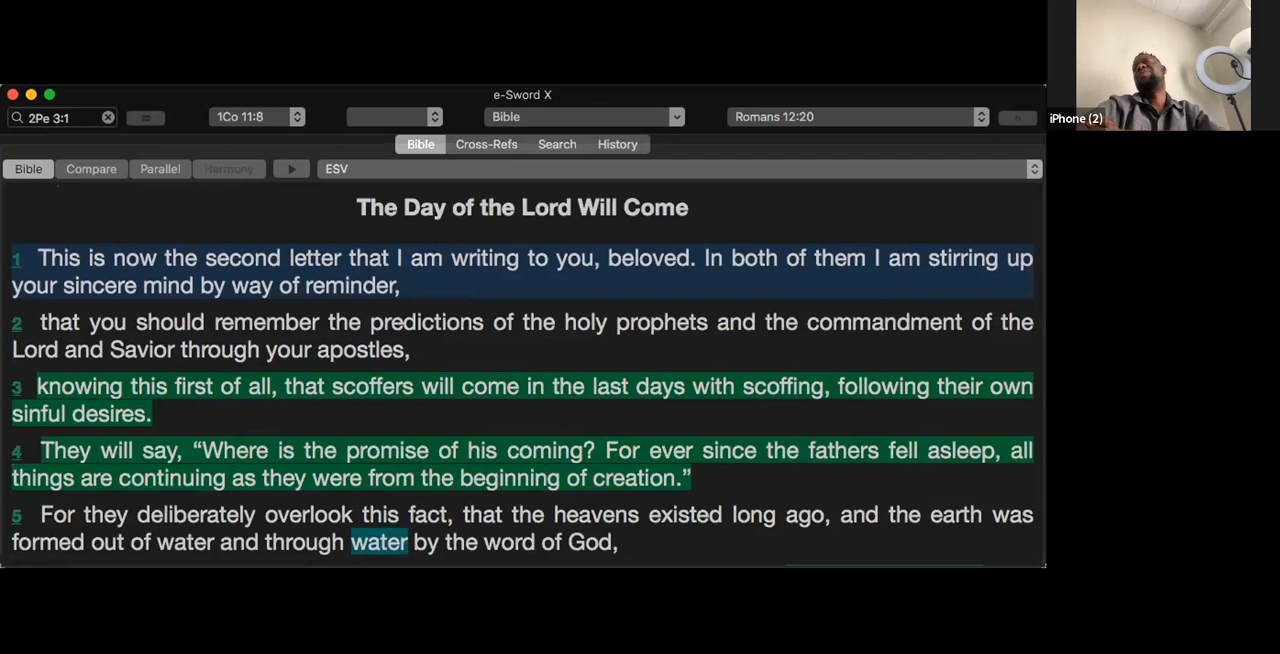 e-Sword X
2Pe 3:1
1Co 11:8
Bible
Romans 12:20
iPhone (2)
Bible Cross-Refs Search History
Bible Compare Parallel Harmony ESV
The Day of the Lord Will Come
1 This is now the second letter that I am writing to you, beloved. In both of them I am stirring up
your sincere mind by way of reminder,
2 that you should remember the predictions of the holy prophets and the commandment of the
Lord and Savior through your apostles,
3 knowing this first of all, that scoffers will come in the last days with scoffing, following their own
sinful desires.
4 They will say, “Where is the promise of his coming? For ever since the fathers fell asleep, all
things are continuing as they were from the beginning of creation.”
5 For they deliberately overlook this fact, that the heavens existed long ago, and the earth was
formed out of water and through water by the word of God,